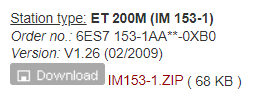 Station type: ET 200M (IM 153-1)
Order no.: 6ES7 153-1AA**-0XB0
Version: V1.26 (02/2009)
Download IM153-1.ZIP ( 68 KB )